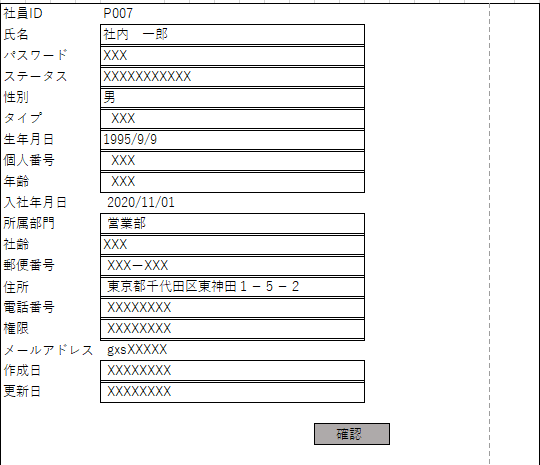 社員ID P007
氏名 社内　一郎
パスワード XXX
ステータス XXXXXXXXXXX
性別 男
タイプ XXX
生年月日 1995/9/9
個人番号 XXX
年齢 XXX
入社年月日 2020/11/01
所属部門 営業部
社齢 XXX
郵便番号 XXX－XXX
住所 東京都千代田区東神田１－５－２
電話番号 XXXXXXXX
権限 XXXXXXXX
メールアドレス gxsXXXXX
作成日 XXXXXXXX
更新日 XXXXXXXX
確認